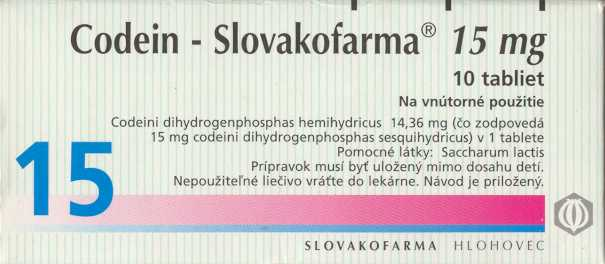 Codein - Slovakofarma® 15 mg
10 tabliet
Na vnútorné použitie
Codeini dihydrogenphosphas hemihydricus 14,36 mg (čo zodpovedá
15 mg codeini dihydrogenphosphas sesquihydricus) v 1 tablete
Pomocné látky: Saccharum lactis
Prípravok musí byť uložený mimo dosahu detí.
Nepoužiteľné liečivo vráťte do lekárne. Návod je priložený.
15
SLOVAKOFARMA HLOHOVEC